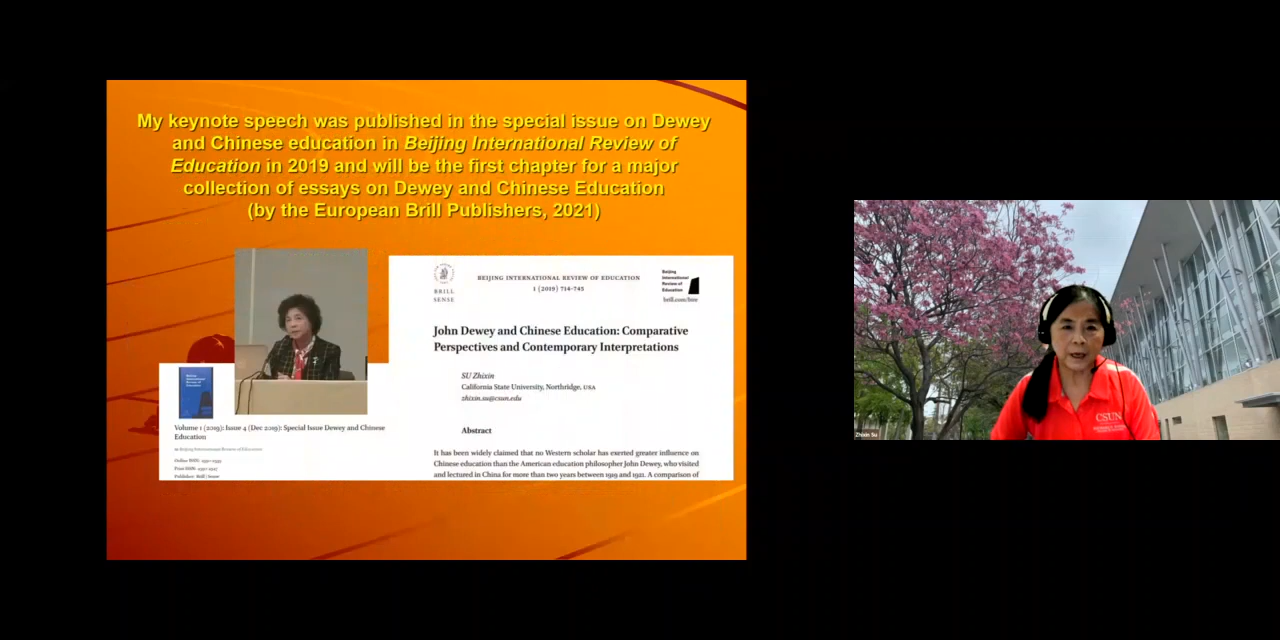 My keynote speech was published in the special issue on Dewey
and Chinese education in Beijing International Review of
Education in 2019 and will be the first chapter for a major
collection of essays on Dewey and Chinese Education
(by the European Brill Publishers, 2021)
BRILL
SENSE
BEIJING INTERNATIONAL REVIEW OF EDUCATION
1 (2019) 714-745
Beijing
International
Review of
Education
brill.com/bire
John Dewey and Chinese Education: Comparative
Perspectives and Contemporary Interpretations
SU Zhixin
California State University, Northridge, USA
zhixin.su@csun.edu
Abstract
It has been widely claimed that no Western scholar has exerted greater influence on
Chinese education than the American education philosopher John Dewey, who visited
and lectured in China for more than two years between 1919 and 1921. A comparison of
Volume 1 (2019): Issue 4 (Dec 2019): Special Issue Dewey and Chinese
Education
in Beijing International Review of Education
Online ISSN:
Print ISSN:
Publisher: Brill | Sense
CSUN
Zhixin Su